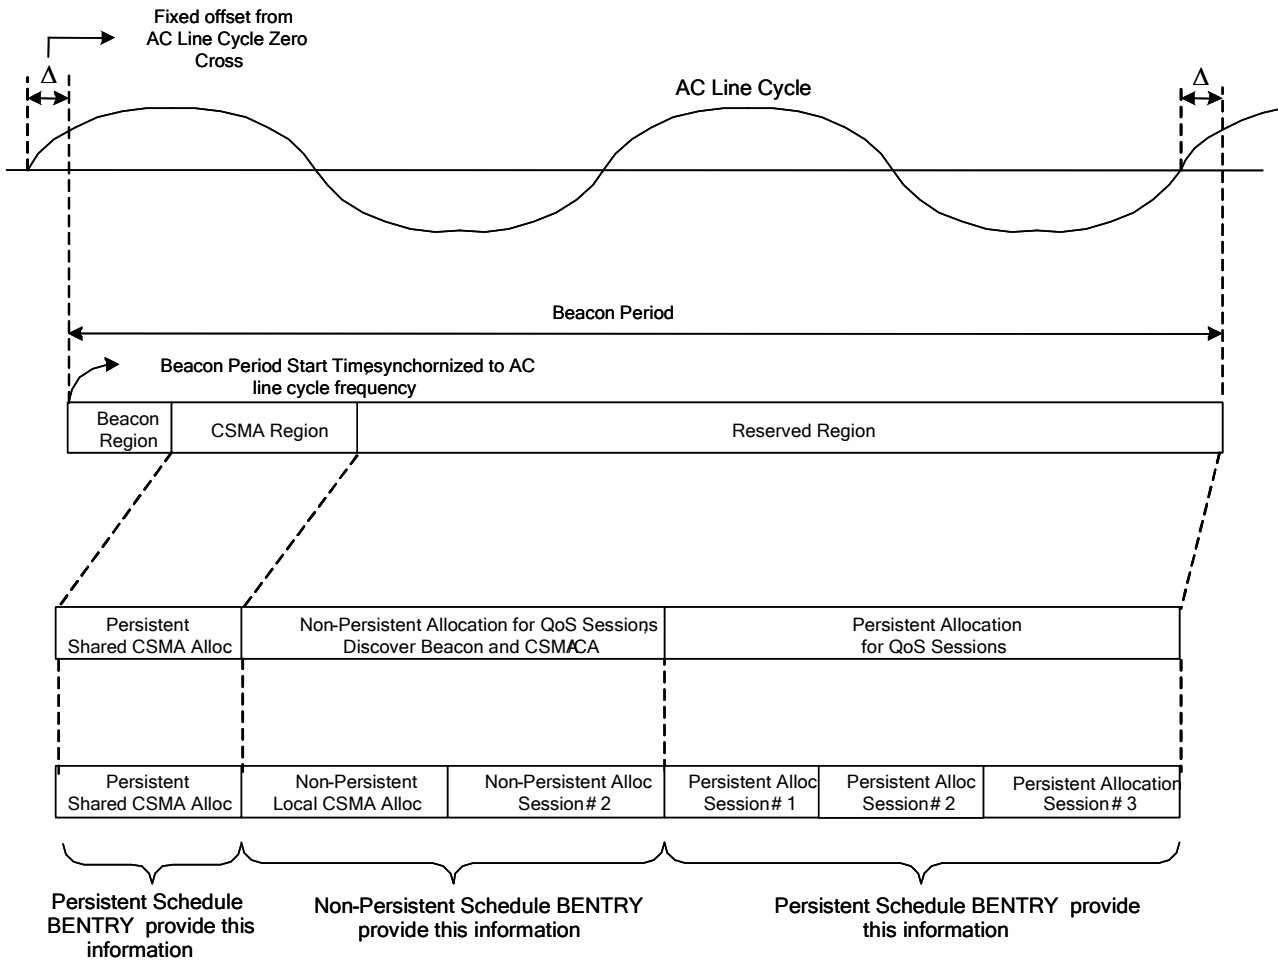 Fixed offset from
AC Line Cycle Zero
Cross
Δ
AC Line Cycle
Δ
Beacon Period
Beacon Period Start Time,synchornized to AC
line cycle frequency
Beacon
Region
CSMA Region
Reserved Region
Persistent
Shared CSMA Alloc
Non-Persistent Allocation for QoS Sessions,
Discover Beacon and CSMA/CA
Persistent Allocation
for QoS Sessions
Persistent
Shared CSMA Alloc
Non-Persistent
Local CSMA Alloc
Non-Persistent Alloc
Session # 2
Persistent Alloc
Session # 1
Persistent Alloc
Session # 2
Persistent Allocation
Session # 3
Persistent Schedule
BENTRY provide this
information
Non-Persistent Schedule BENTRY
provide this information
Persistent Schedule BENTRY provide
this information